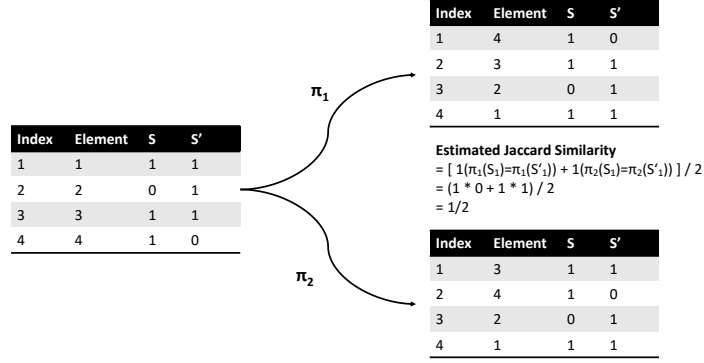 Index Element S S'
1 4 1 0
2 3 1 1
3 2 0 1
4 1 1 1
π1
Index Element S S'
1 1 1 1
2 2 0 1
3 3 1 1
4 4 1 0
Estimated Jaccard Similarity
= [ 1(π1(S1)=π1(S‘1)) + 1(π2(S1)=π2(S‘1)) ] / 2
= (1 * 0 + 1 * 1) / 2
= 1/2
π2
Index Element S S'
1 3 1 1
2 4 1 0
3 2 0 1
4 1 1 1